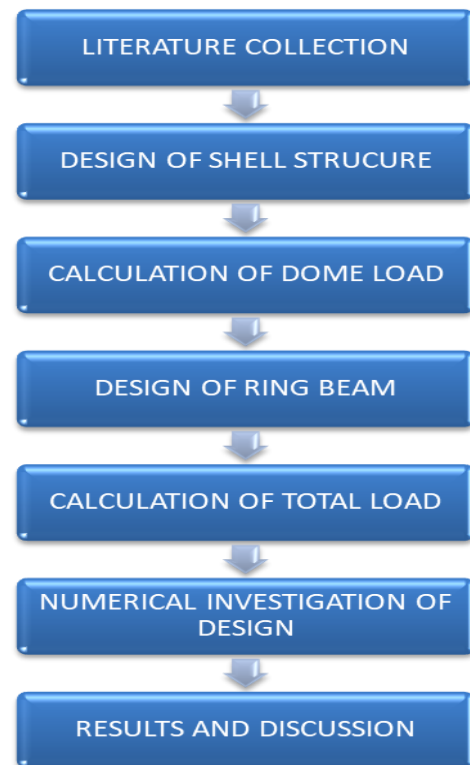 LITERATURE COLLECTION
DESIGN OF SHELL STRUCURE
CALCULATION OF DOME LOAD
DESIGN OF RING BEAM
CALCULATION OF TOTAL LOAD
NUMERICAL INVESTIGATION OF
DESIGN
RESULTS AND DISCUSSION